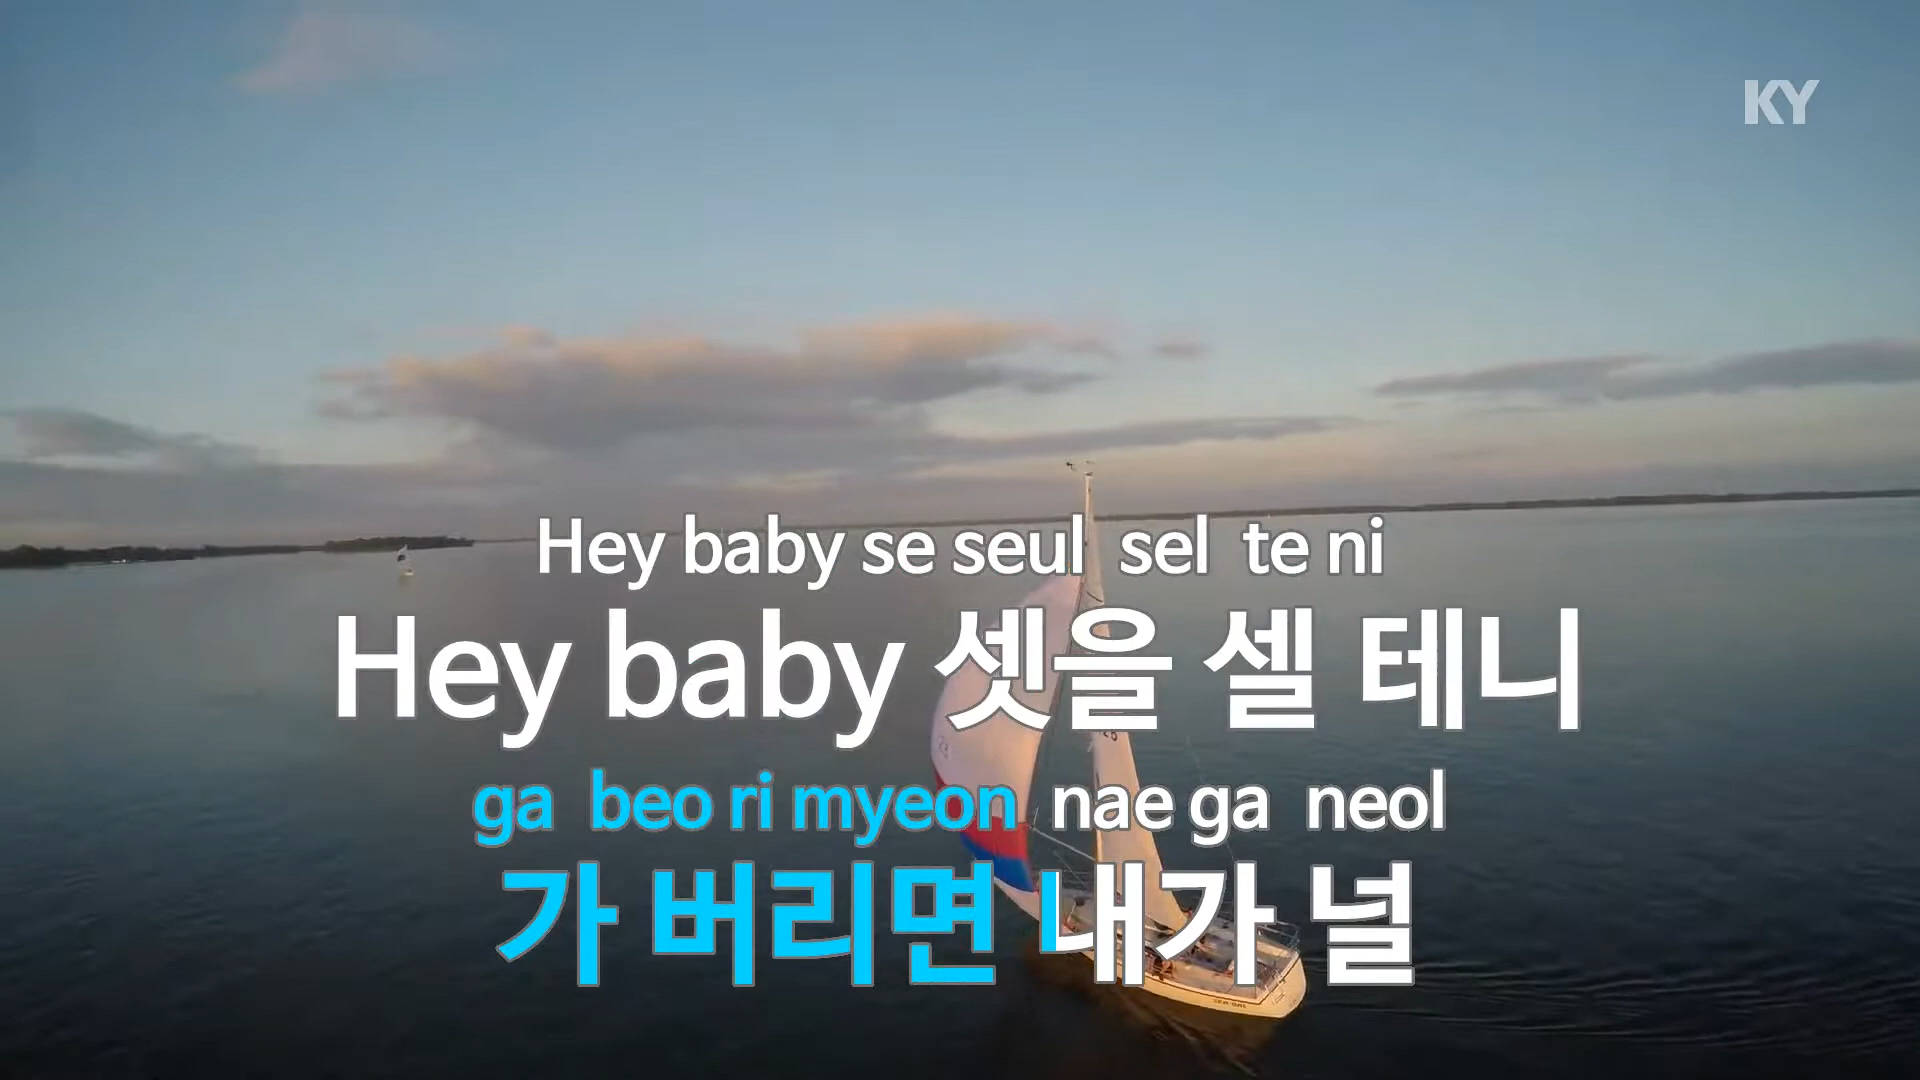 KY
Hey baby se seul sel te ni
Hey baby 셋을 셀 테니
ga beo ri myeon nae ga neol
가 버리면 내가 널